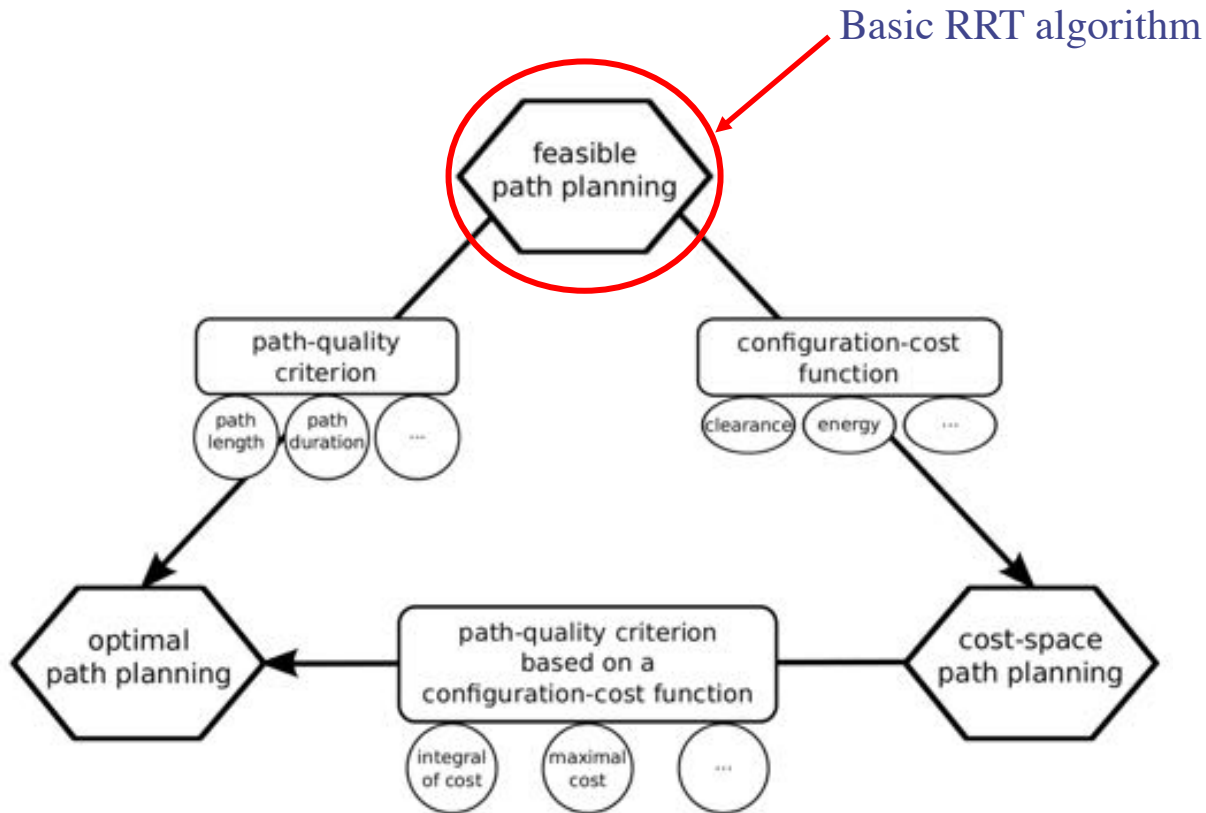 Basic RRT algorithm
feasible
path planning
path-quality
criterion
path
length
path
duration
...
configuration-cost
function
clearance
energy
...
optimal
path planning
path-quality criterion
based on a
configuration-cost function
integral
of cost
maximal
cost
...
cost-space
path planning